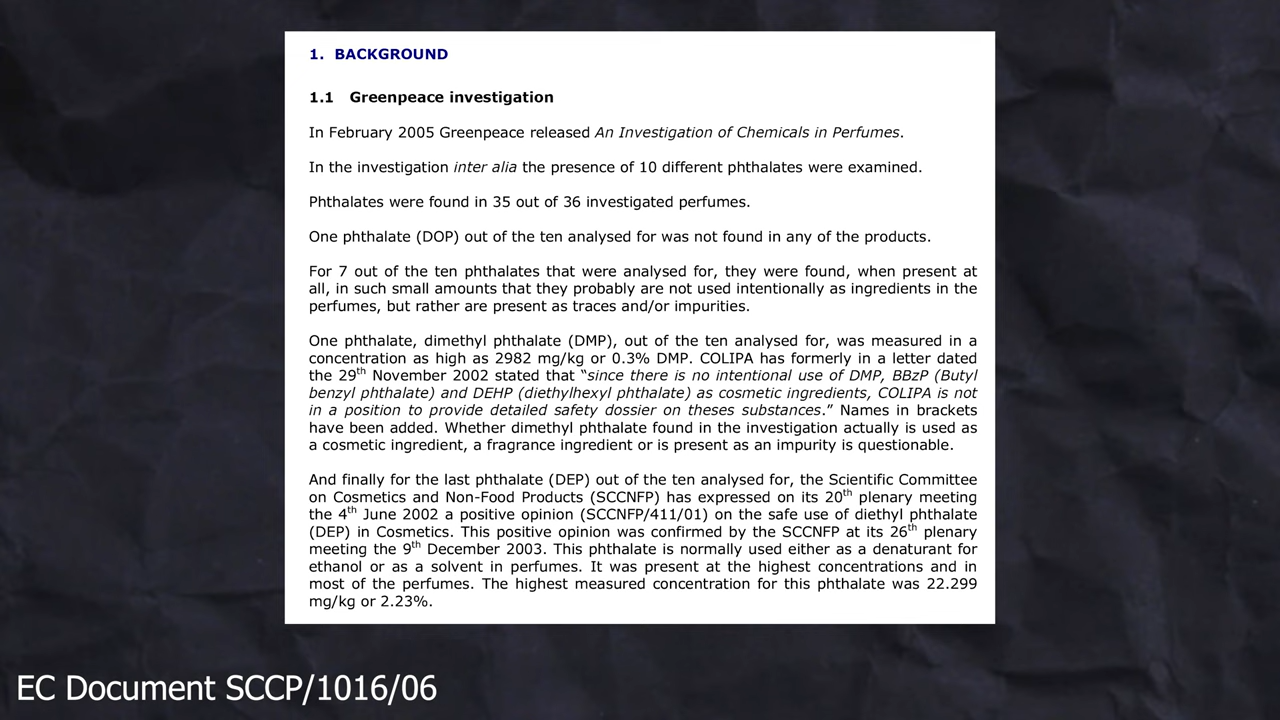 1. BACKGROUND
1.1 Greenpeace investigation
In February 2005 Greenpeace released An Investigation of Chemicals in Perfumes.
In the investigation inter alia the presence of 10 different phthalates were examined.
Phthalates were found in 35 out of 36 investigated perfumes.
One phthalate (DOP) out of the ten analysed for was not found in any of the products.
For 7 out of the ten phthalates that were analysed for, they were found, when present at
all, in such small amounts that they probably are not used intentionally as ingredients in the
perfumes, but rather are present as traces and/or impurities.
One phthalate, dimethyl phthalate (DMP), out of the ten analysed for, was measured in a
concentration as high as 2982 mg/kg or 0.3% DMP. COLIPA has formerly in a letter dated
the 29th November 2002 stated that “since there is no intentional use of DMP, BBzP (Butyl
benzyl phthalate) and DEHP (diethylhexyl phthalate) as cosmetic ingredients, COLIPA is not
in a position to provide detailed safety dossier on theses substances.” Names in brackets
have been added. Whether dimethyl phthalate found in the investigation actually is used as
a cosmetic ingredient, a fragrance ingredient or is present as an impurity is questionable.
And finally for the last phthalate (DEP) out of the ten analysed for, the Scientific Committee
on Cosmetics and Non-Food Products (SCCNFP) has expressed on its 20th plenary meeting
the 4th June 2002 a positive opinion (SCCNFP/411/01) on the safe use of diethyl phthalate
(DEP) in Cosmetics. This positive opinion was confirmed by the SCCNFP at its 26th plenary
meeting the 9th December 2003. This phthalate is normally used either as a denaturant for
ethanol or as a solvent in perfumes. It was present at the highest concentrations and in
most of the perfumes. The highest measured concentration for this phthalate was 22.299
mg/kg or 2.23%.
EC Document SCCP/1016/06